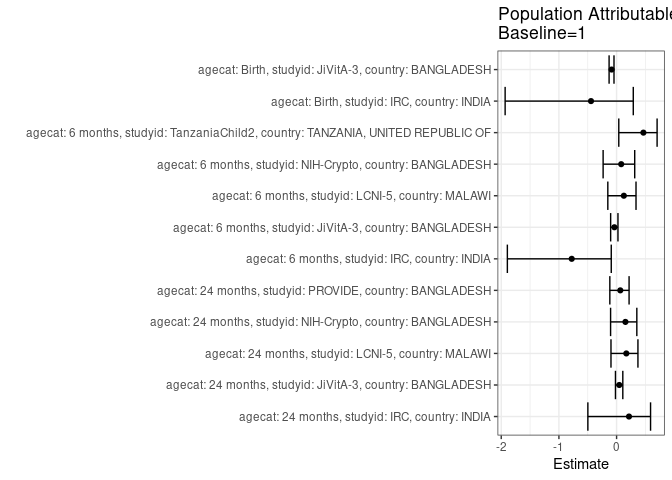 Population Attributable
Baseline=1
agecat: Birth, studyid: JiVitA-3, country: BANGLADESH
agecat: Birth, studyid: IRC, country: INDIA
agecat: 6 months, studyid: TanzaniaChild2, country: TANZANIA, UNITED REPUBLIC OF
agecat: 6 months, studyid: NIH-Crypto, country: BANGLADESH
agecat: 6 months, studyid: LCNI-5, country: MALAWI
agecat: 6 months, studyid: JiVitA-3, country: BANGLADESH
agecat: 6 months, studyid: IRC, country: INDIA
agecat: 24 months, studyid: PROVIDE, country: BANGLADESH
agecat: 24 months, studyid: NIH-Crypto, country: BANGLADESH
agecat: 24 months, studyid: LCNI-5, country: MALAWI
agecat: 24 months, studyid: JiVitA-3, country: BANGLADESH
agecat: 24 months, studyid: IRC, country: INDIA
-2 -1 0
Estimate